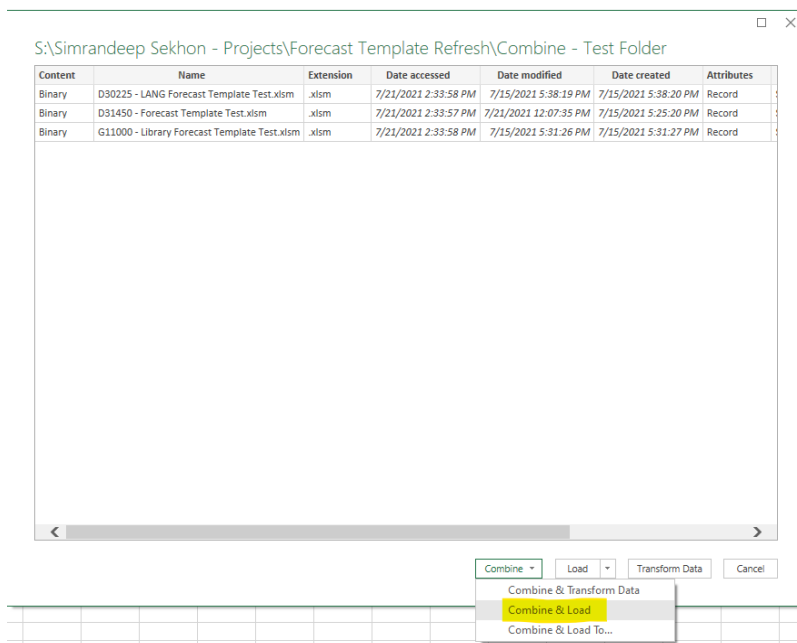 S:\Simrandeep Sekhon - Projects\Forecast Template Refresh\Combine - Test Folder
Content Name Extension Date accessed Date modified Date created Attributes
Binary D30225 - LANG Forecast Template Test.xlsm .xlsm 7/21/2021 2:33:58 PM 7/15/2021 5:38:19 PM 7/15/2021 5:38:20 PM Record
Binary D31450 - Forecast Template Test.xlsm .xlsm 7/21/2021 2:33:57 PM 7/21/2021 12:07:35 PM 7/15/2021 5:25:20 PM Record
Binary G11000 - Library Forecast Template Test.xlsm .xlsm 7/21/2021 2:33:58 PM 7/15/2021 5:31:26 PM 7/15/2021 5:31:27 PM Record
Combine Load Transform Data Cancel
Combine & Transform Data
Combine & Load
Combine & Load To...